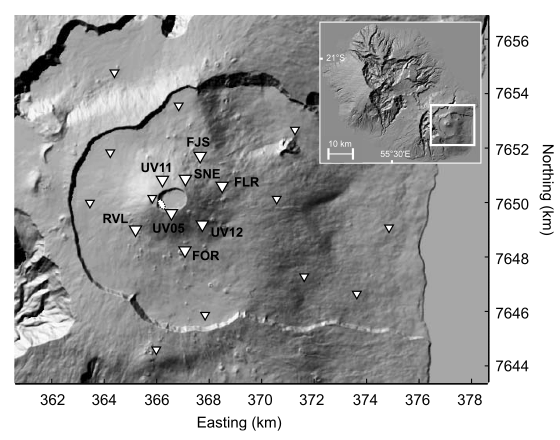 21°S
10 km
55°30'E
FJS
UV11
SNE
FLR
RVL
UV05
UV12
FOR
7656
7654
7652
7650
7648
7646
7644
Northing (km)
362 364 366 368 370 372 374 376 378
Easting (km)